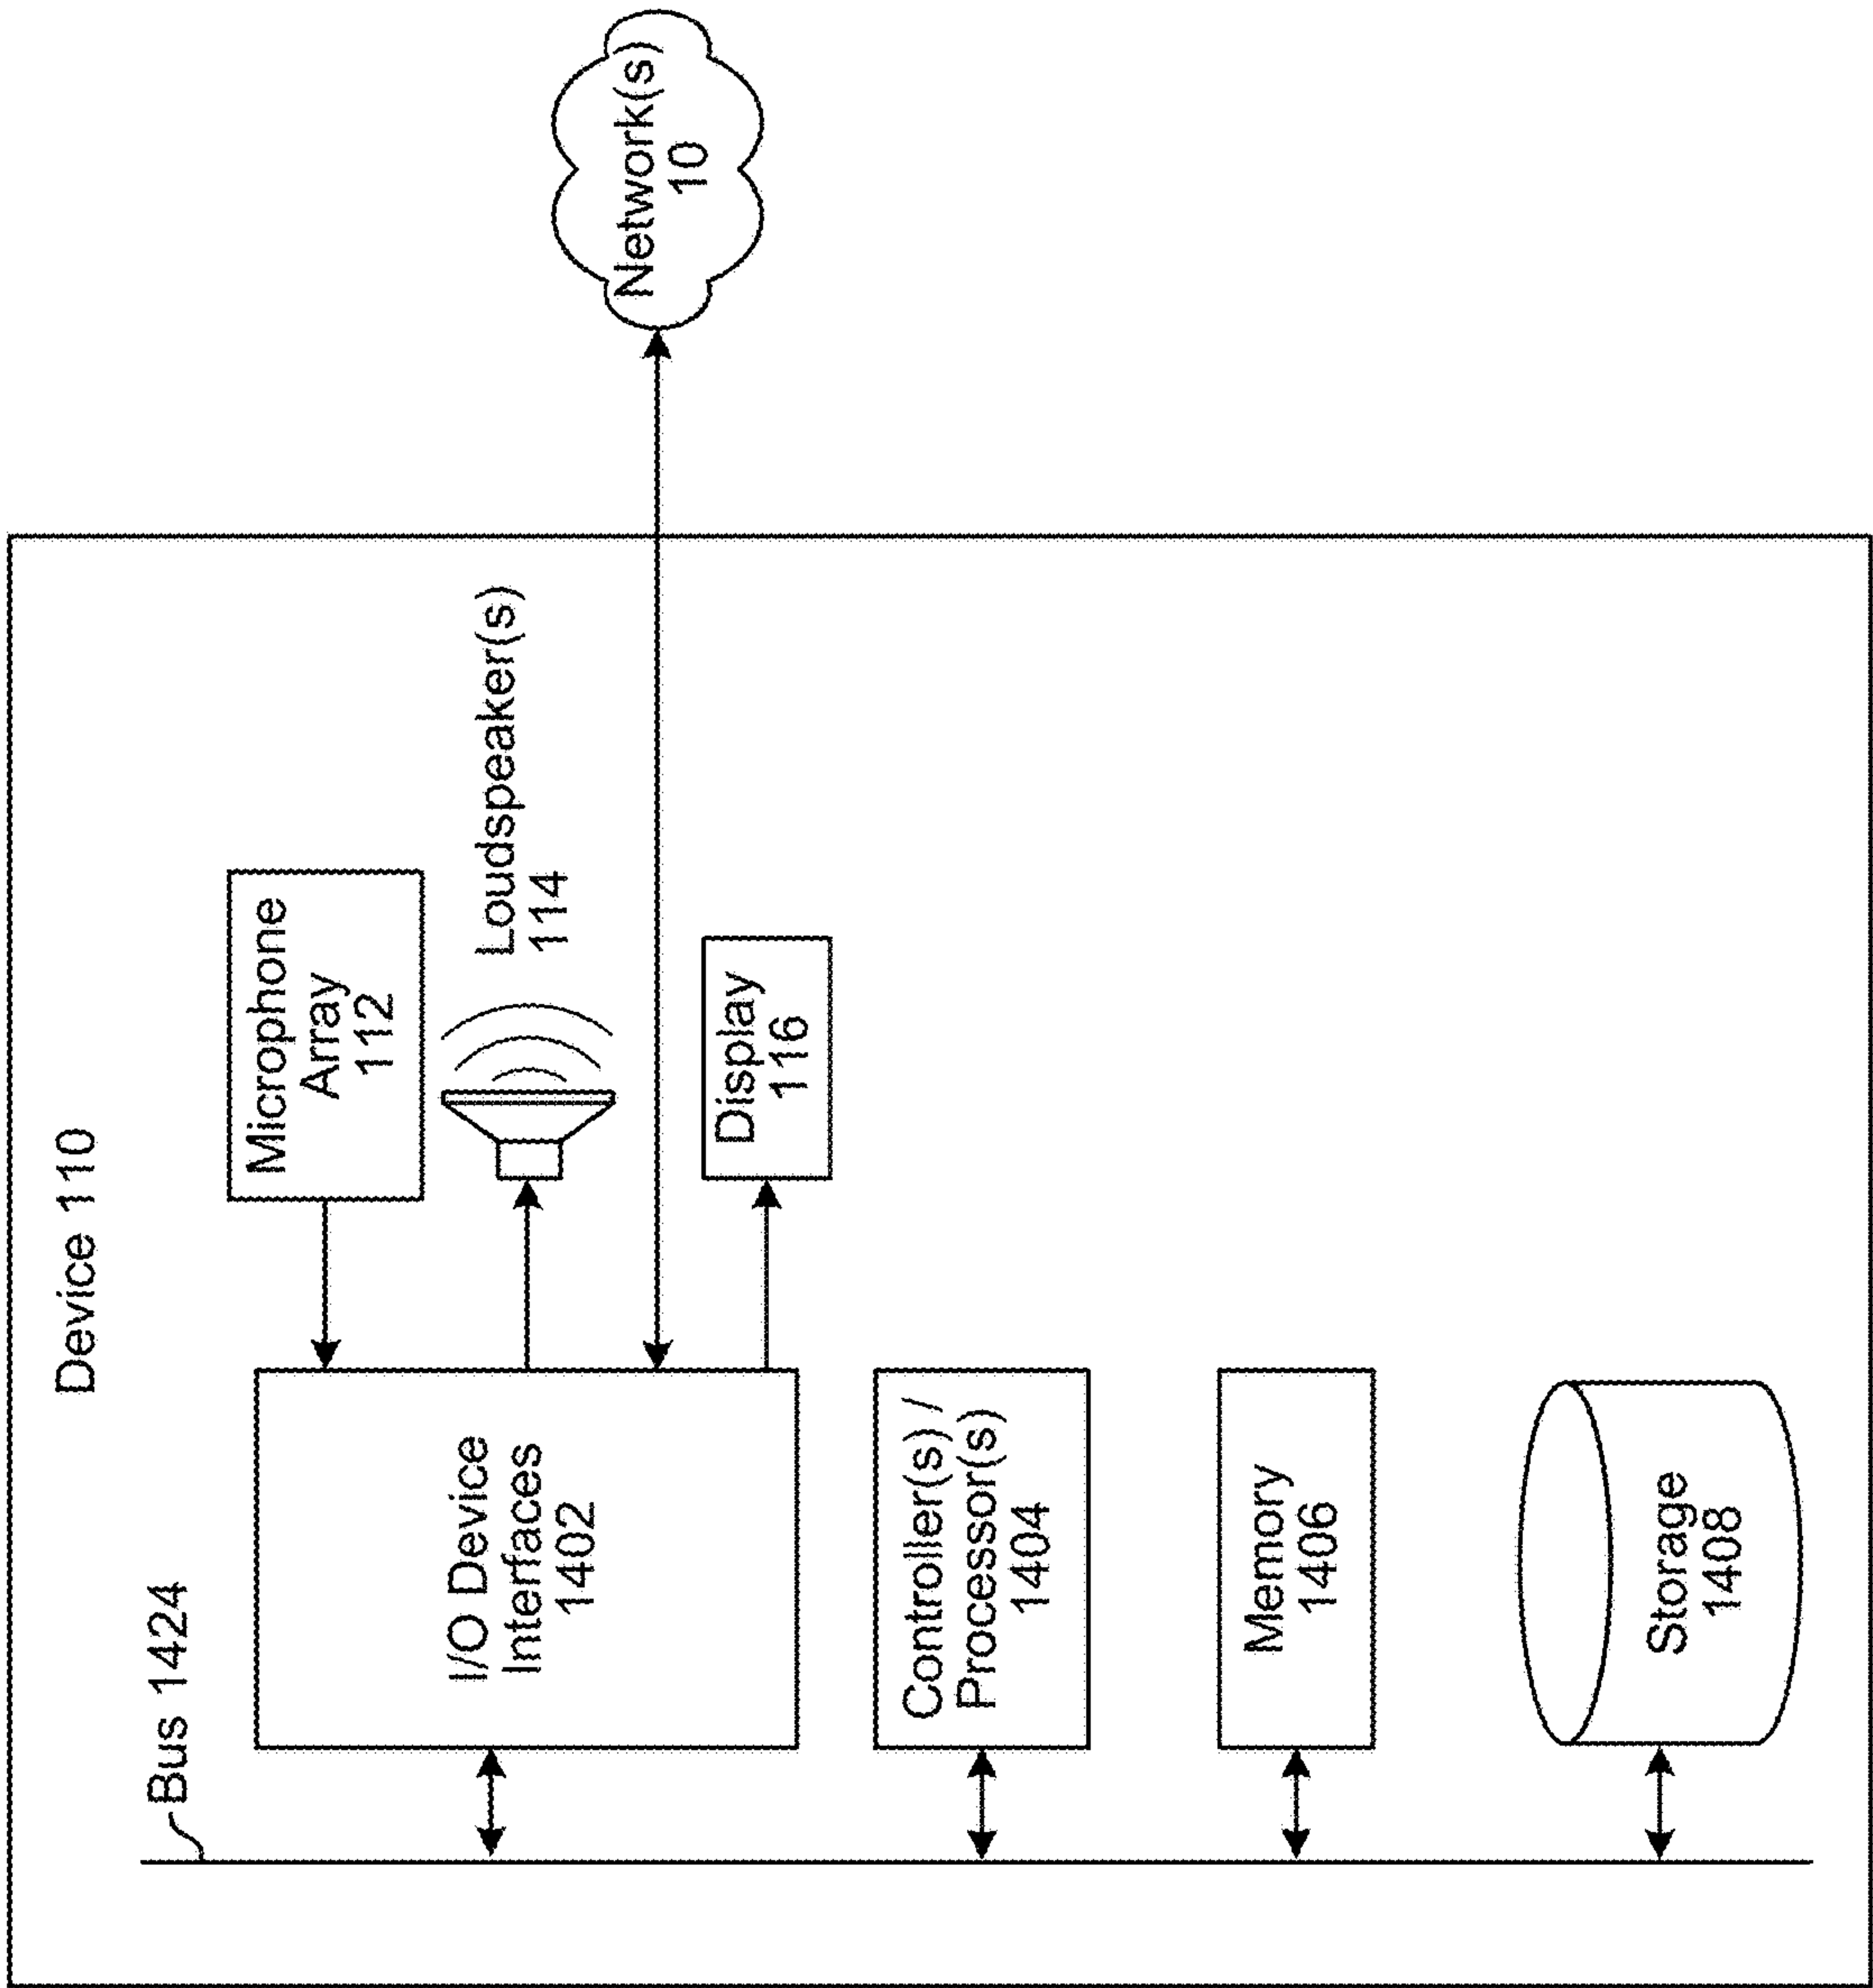 Device 110
Bus 1424
I/O Device
Interfaces
1402
Microphone
Array
112
Loudspeaker(s)
114
Network(s)
10
Display
116
Controller(s) /
Processor(s)
1404
Memory
1406
Storage
1408